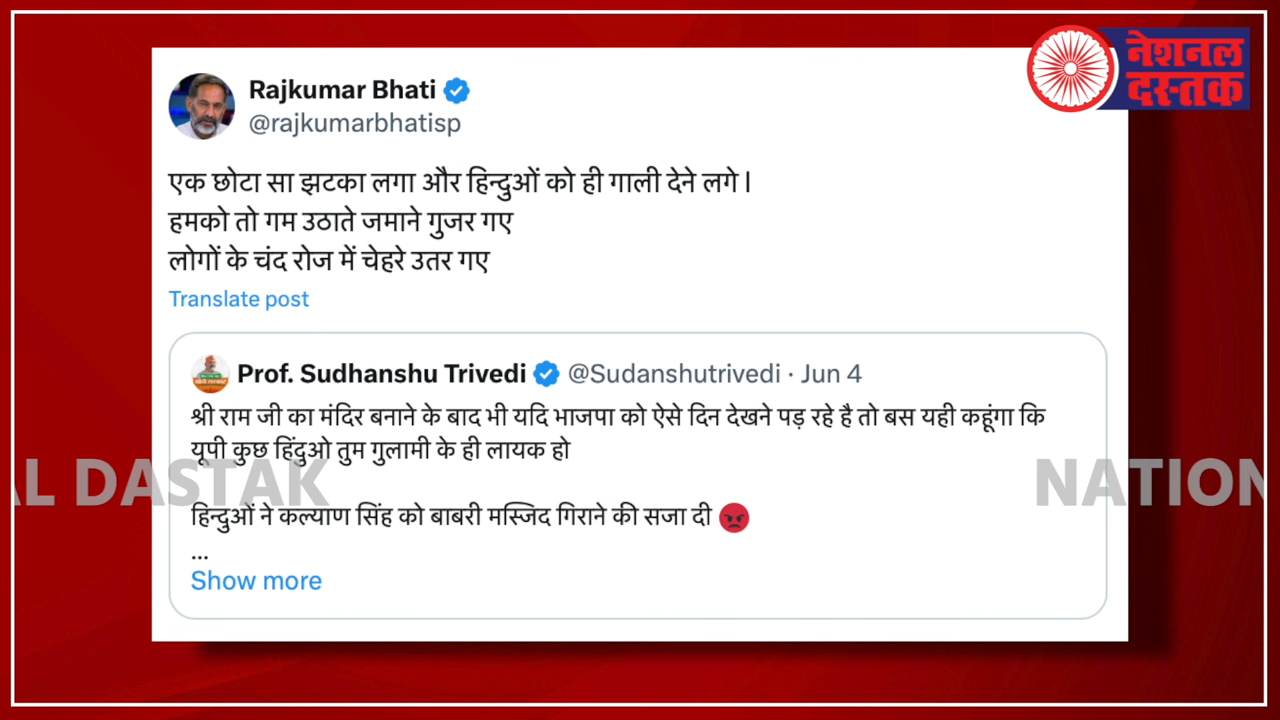 नेशनल
दस्तक
Rajkumar Bhati
@rajkumarbhatisp
एक छोटा सा झटका लगा और हिन्दुओं को ही गाली देने लगे।
हमको तो गम उठाते जमाने गुजर गए
लोगों के चंद रोज में चेहरे उतर गए
Translate post
Prof. Sudhanshu Trivedi @Sudanshutrivedi · Jun 4
श्री राम जी का मंदिर बनाने के बाद भी यदि भाजपा को ऐसे दिन देखने पड़ रहे है तो बस यही कहूंगा कि
यूपी कुछ हिंदुओ तुम गुलामी के ही लायक हो
AL DASTAK NATION
हिन्दुओं ने कल्याण सिंह को बाबरी मस्जिद गिराने की सजा दी 😡
...
Show more